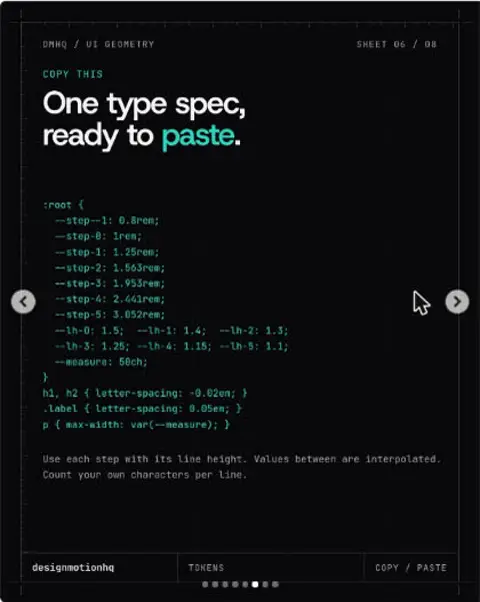 DMHQ / UI GEOMETRY
SHEET 06 / 08
COPY THIS
One type spec,
ready to paste.
:root {
--step--1: 0.8rem;
--step-0: 1rem;
--step-1: 1.25rem;
--step-2: 1.563rem;
--step-3: 1.953rem;
--step-4: 2.441rem;
--step-5: 3.052rem;
--lh-0: 1.5; --lh-1: 1.4; --lh-2: 1.3;
--lh-3: 1.25; --lh-4: 1.15; --lh-5: 1.1;
--measure: 50ch;
}
h1, h2 { letter-spacing: -0.02em; }
.label { letter-spacing: 0.05em; }
p { max-width: var(--measure); }
Use each step with its line height. Values between are interpolated.
Count your own characters per line.
designmotionhq
TOKENS
COPY / PASTE